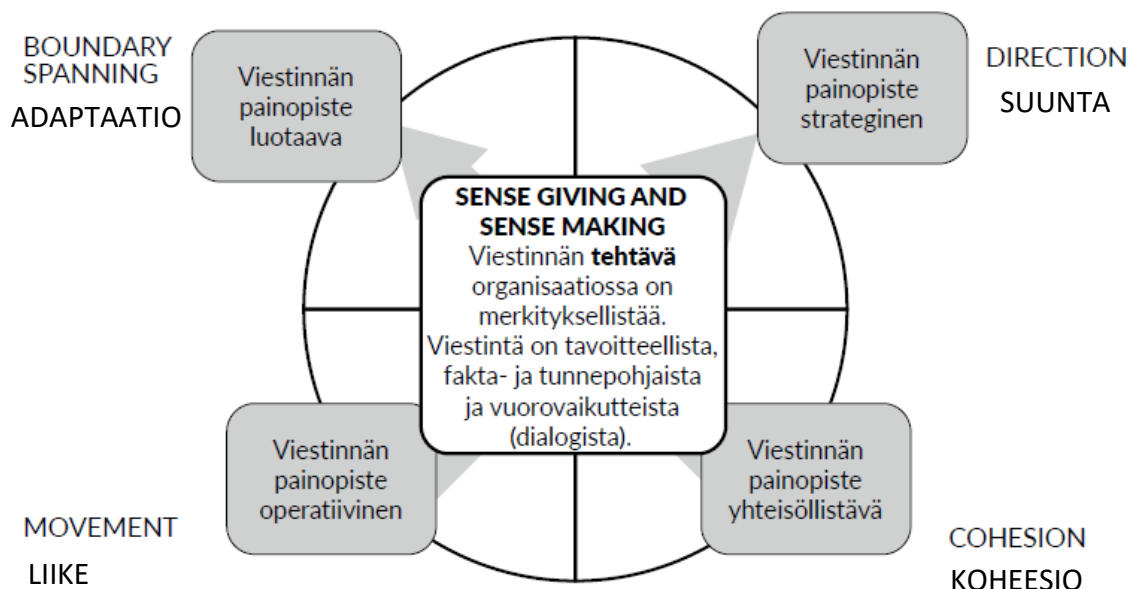 BOUNDARY
SPANNING
ADAPTAATIO
Viestinnän
painopiste
luotaava
Viestinnän
painopiste
strateginen
DIRECTION
SUUNTA
SENSE GIVING AND
SENSE MAKING
Viestinnän tehtävä
organisaatiossa on
merkityksellistää.
Viestintä on tavoitteellista,
fakta- ja tunnepohjaista
ja vuorovaikutteista
(dialogista).
MOVEMENT
LIIKE
Viestinnän
painopiste
operatiivinen
Viestinnän
painopiste
yhteisöllistävä
COHESION
KOHEESIO